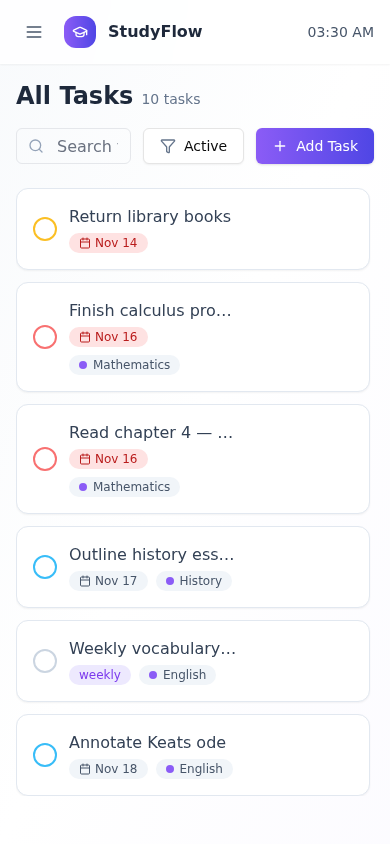 StudyFlow
03:30 AM
All Tasks 10 tasks
Search
Active
Add Task
Return library books
Nov 14
Finish calculus pro...
Nov 16
Mathematics
Read chapter 4 — ...
Nov 16
Mathematics
Outline history ess...
Nov 17 History
Weekly vocabulary...
weekly English
Annotate Keats ode
Nov 18 English